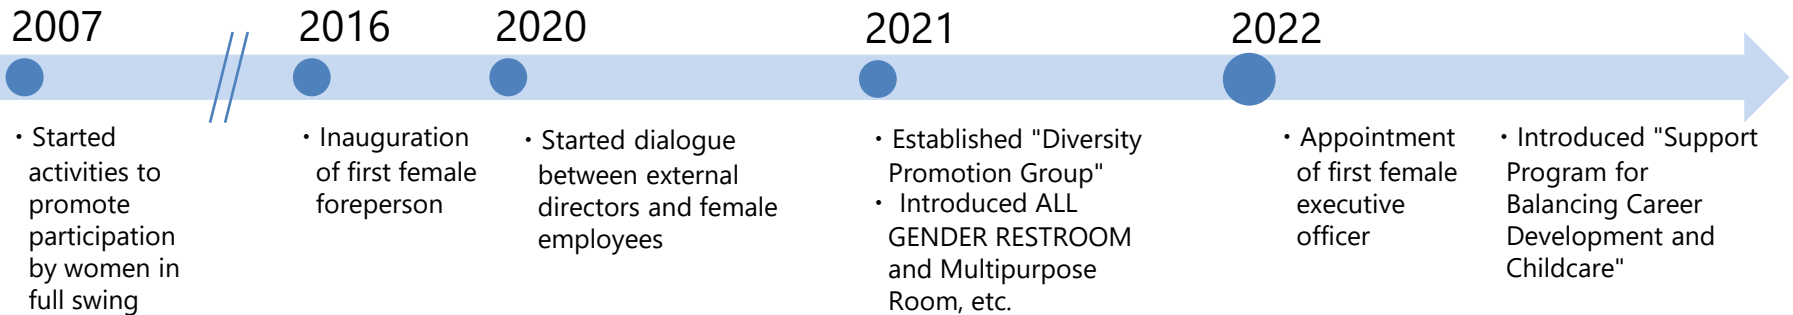 2007
・Started
activities to
promote
participation
by women in
full swing
2016
・Inauguration
of first female
foreperson
2020
・Started dialogue
between external
directors and female
employees
2021
・Established "Diversity
Promotion Group"
・ Introduced ALL
GENDER RESTROOM
and Multipurpose
Room, etc.
2022
・Appointment
of first female
executive
officer
・Introduced "Support
Program for
Balancing Career
Development and
Childcare"